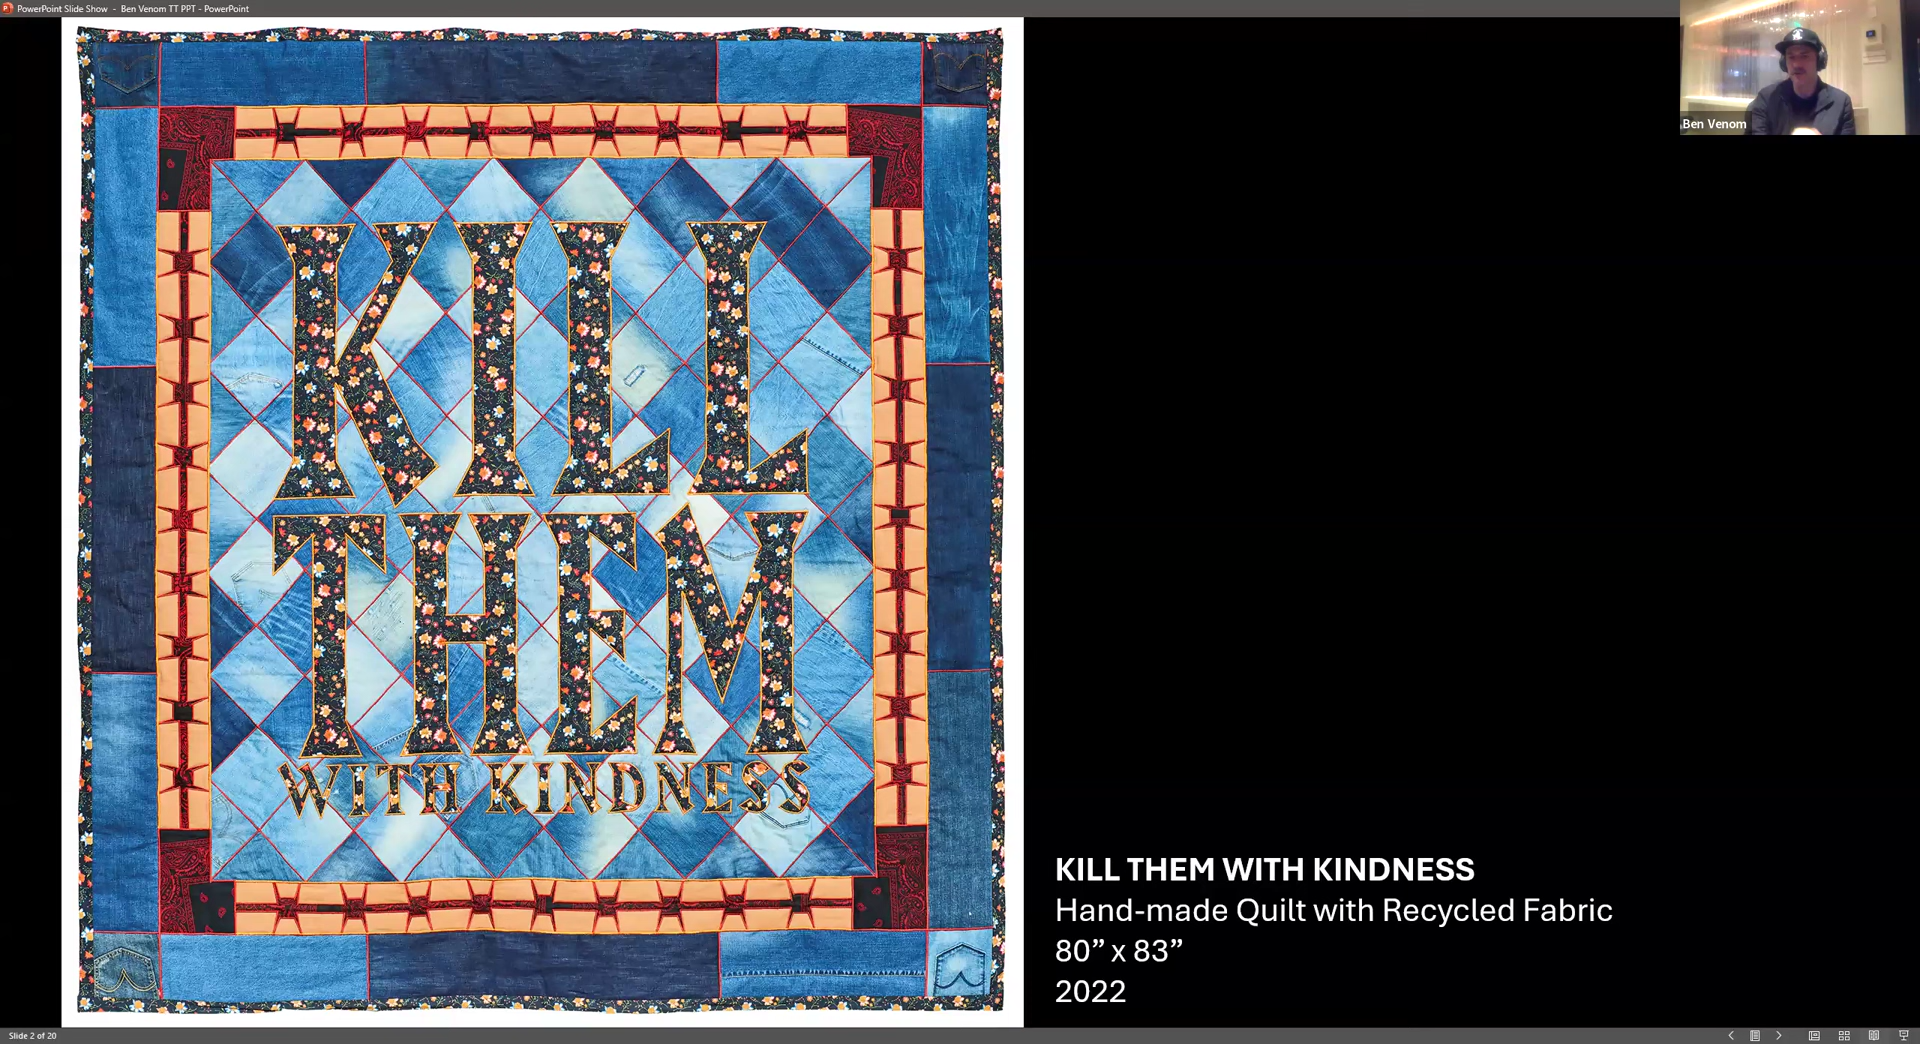 PowerPoint Slide Show - Ben Venom TT PPT - PowerPoint
Ben Venom
KILL
THEM
WITH KINDNESS
KILL THEM WITH KINDNESS
Hand-made Quilt with Recycled Fabric
80” x 83”
2022
Slide 2 of 20